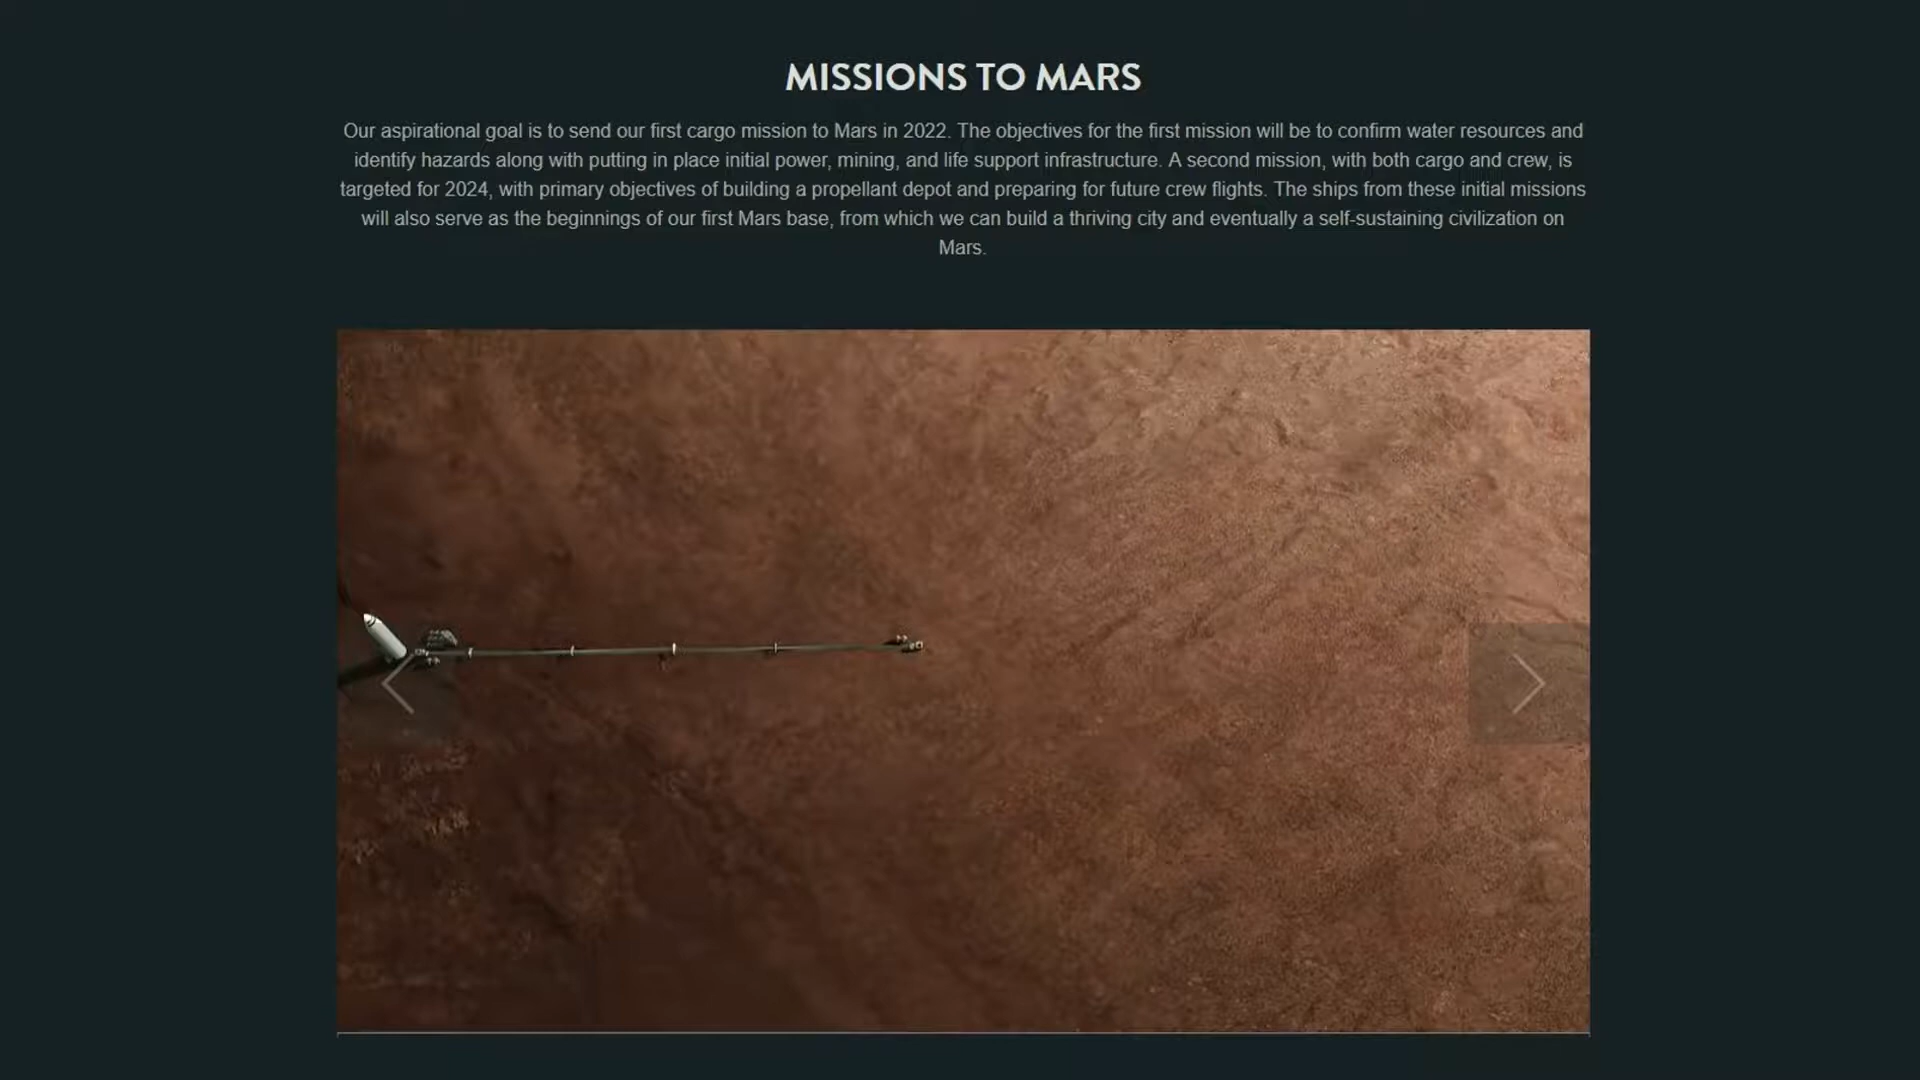 MISSIONS TO MARS
Our aspirational goal is to send our first cargo mission to Mars in 2022. The objectives for the first mission will be to confirm water resources and
identify hazards along with putting in place initial power, mining, and life support infrastructure. A second mission, with both cargo and crew, is
targeted for 2024, with primary objectives of building a propellant depot and preparing for future crew flights. The ships from these initial missions
will also serve as the beginnings of our first Mars base, from which we can build a thriving city and eventually a self-sustaining civilization on
Mars.